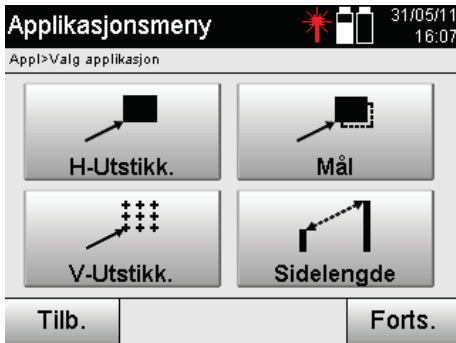 Applikasjonsmeny
31/05/11
16:07
Appl>Valg applikasjon
H-Utstikk.
Mål
V-Utstikk.
Sidelengde
Tilb.
Forts.